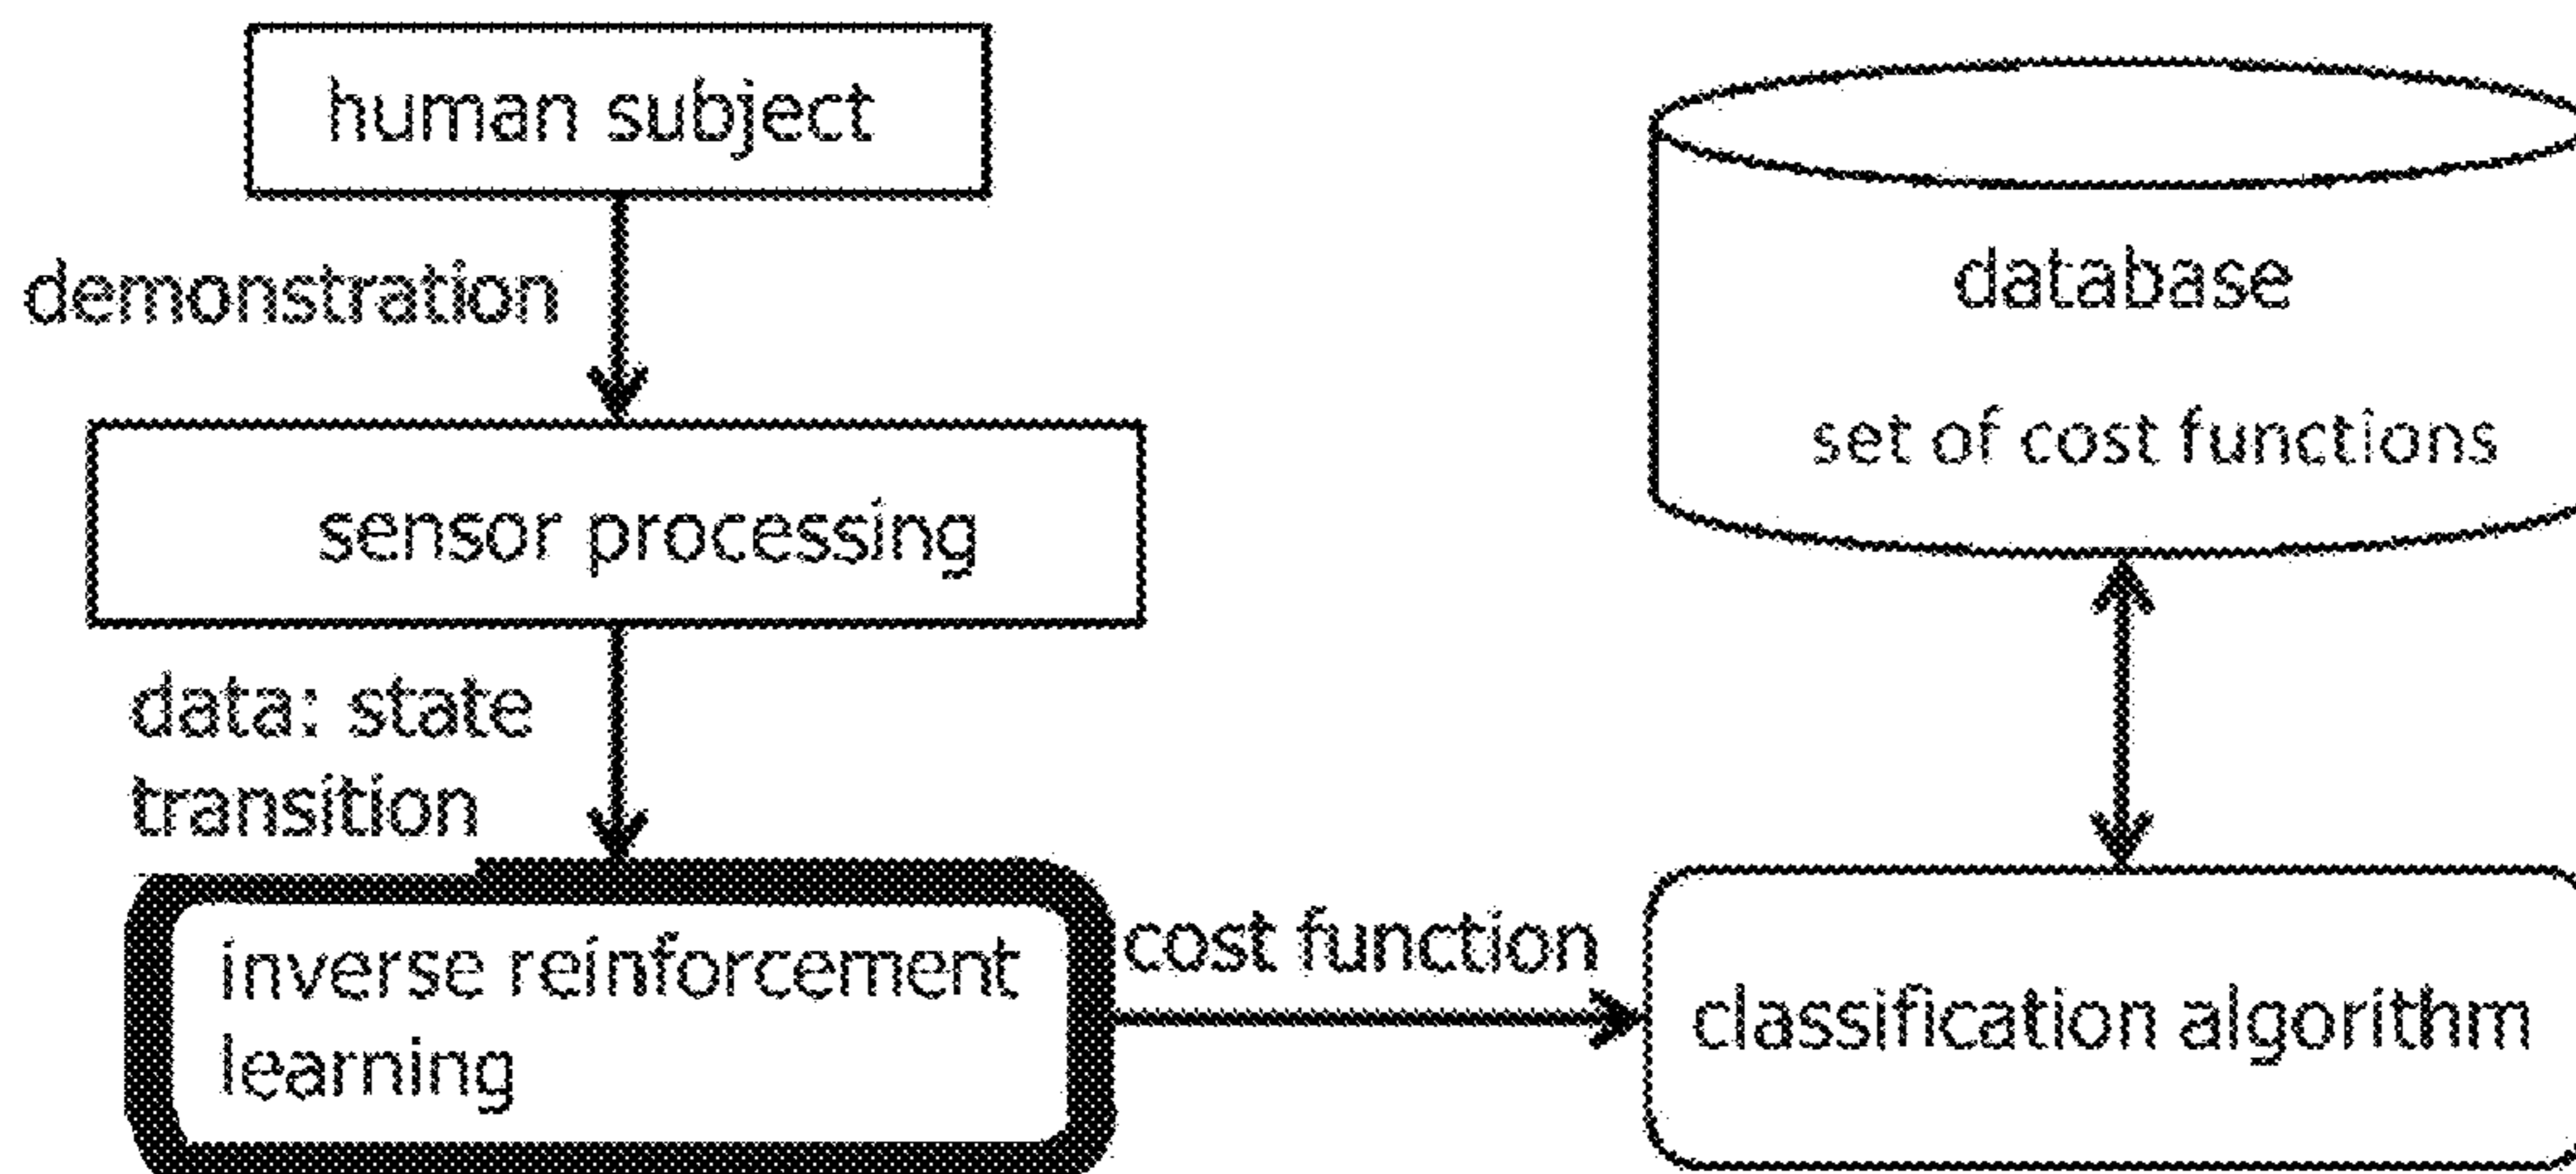 human subject
demonstration
sensor processing
data: state
transition
inverse reinforcement
learning
cost function
database
set of cost functions
classification algorithm